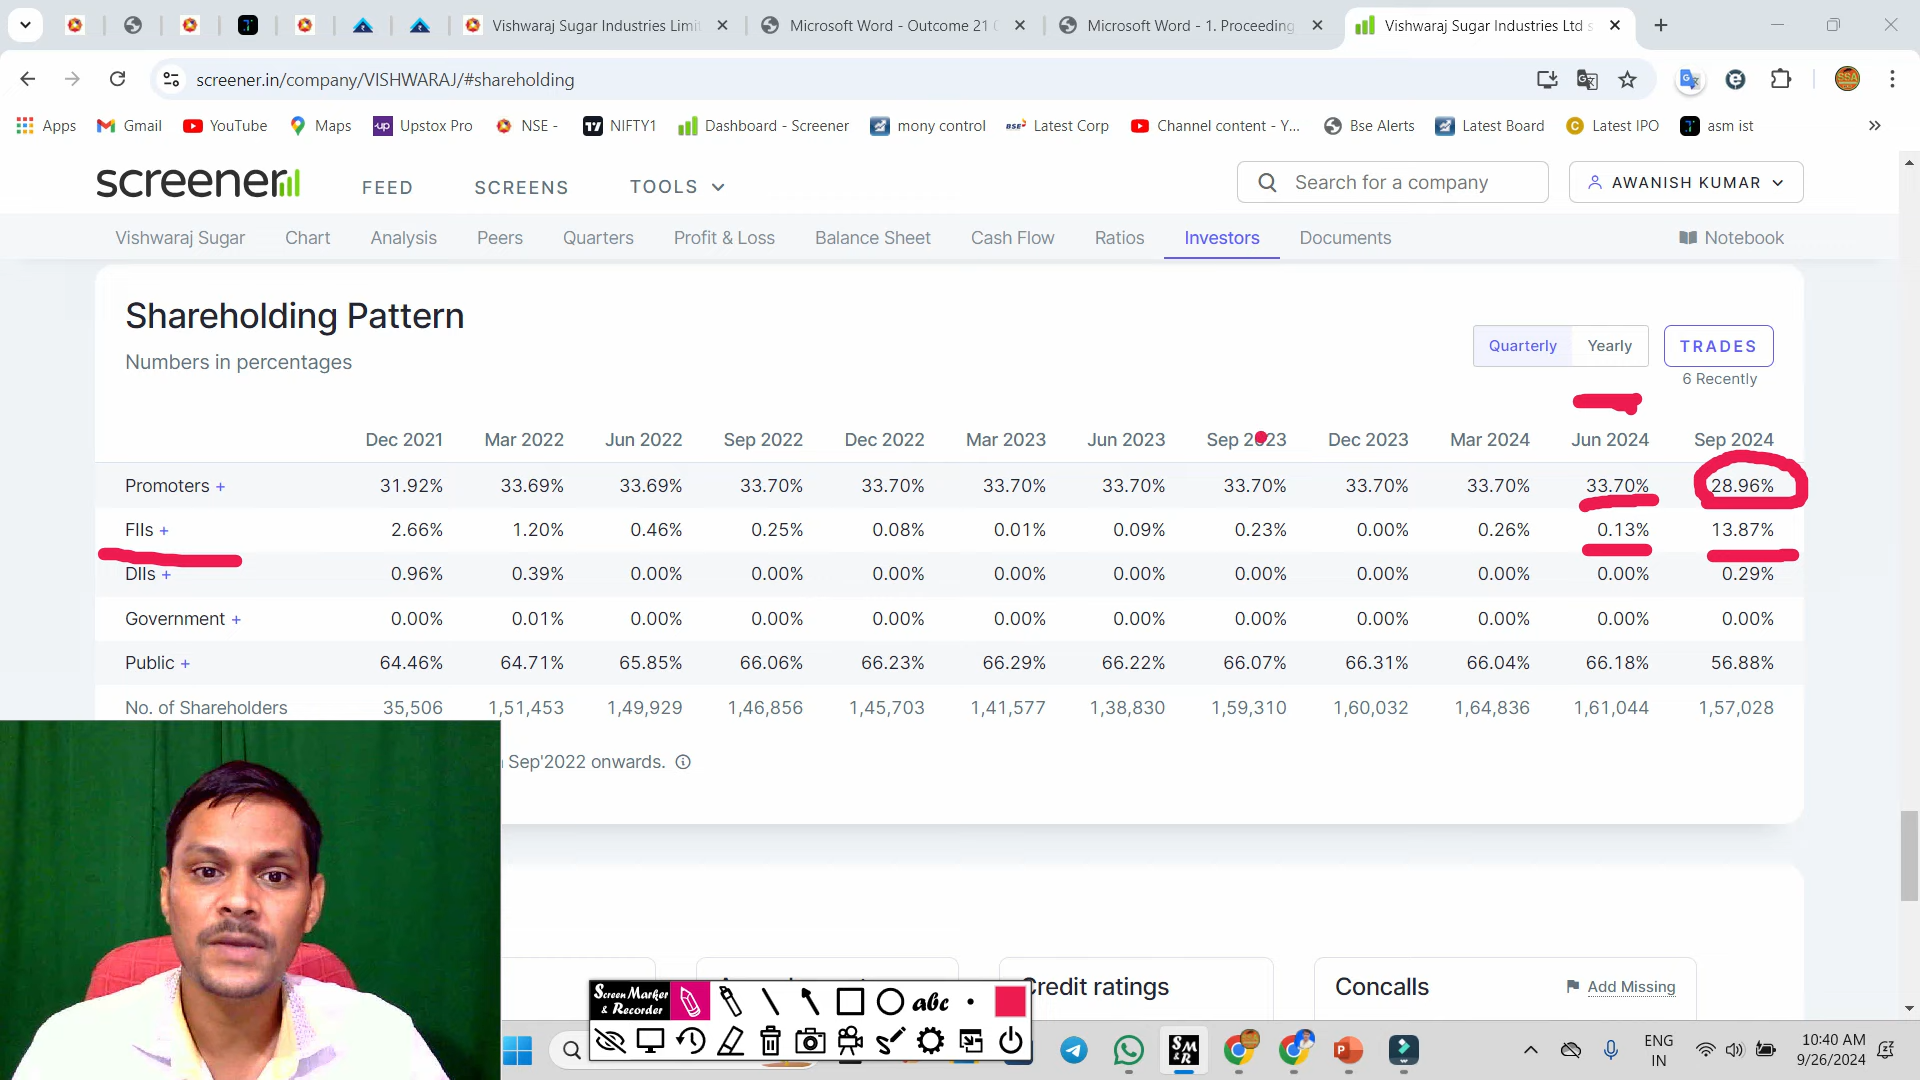 Vishwaraj Sugar Industries Limi
Microsoft Word - Outcome 21
Microsoft Word - 1. Proceeding
Vishwaraj Sugar Industries Ltd s
screener.in/company/VISHWARAJ/#shareholding
Apps Gmail YouTube Maps up Upstox Pro NSE - NIFTY1 Dashboard - Screener mony control BSE Latest Corp Channel content - Y... Bse Alerts Latest Board Latest IPO asm ist
screener FEED SCREENS TOOLS Search for a company AWANISH KUMAR
Vishwaraj Sugar Chart Analysis Peers Quarters Profit & Loss Balance Sheet Cash Flow Ratios Investors Documents Notebook
Shareholding Pattern
Numbers in percentages
Quarterly Yearly TRADES
6 Recently
Dec 2021 Mar 2022 Jun 2022 Sep 2022 Dec 2022 Mar 2023 Jun 2023 Sep 2023 Dec 2023 Mar 2024 Jun 2024 Sep 2024
Promoters + 31.92% 33.69% 33.69% 33.70% 33.70% 33.70% 33.70% 33.70% 33.70% 33.70% 33.70% 28.96%
FIIs + 2.66% 1.20% 0.46% 0.25% 0.08% 0.01% 0.09% 0.23% 0.00% 0.26% 0.13% 13.87%
DIIs + 0.96% 0.39% 0.00% 0.00% 0.00% 0.00% 0.00% 0.00% 0.00% 0.00% 0.00% 0.29%
Government + 0.00% 0.01% 0.00% 0.00% 0.00% 0.00% 0.00% 0.00% 0.00% 0.00% 0.00% 0.00%
Public + 64.46% 64.71% 65.85% 66.06% 66.23% 66.29% 66.22% 66.07% 66.31% 66.04% 66.18% 56.88%
No. of Shareholders 35,506 1,51,453 1,49,929 1,46,856 1,45,703 1,41,577 1,38,830 1,59,310 1,60,032 1,64,836 1,61,044 1,57,028
Sep'2022 onwards.
Credit ratings
Concalls Add Missing
Screen Marker
& Recorder
abc
SM
&R
ENG
IN
10:40 AM
9/26/2024